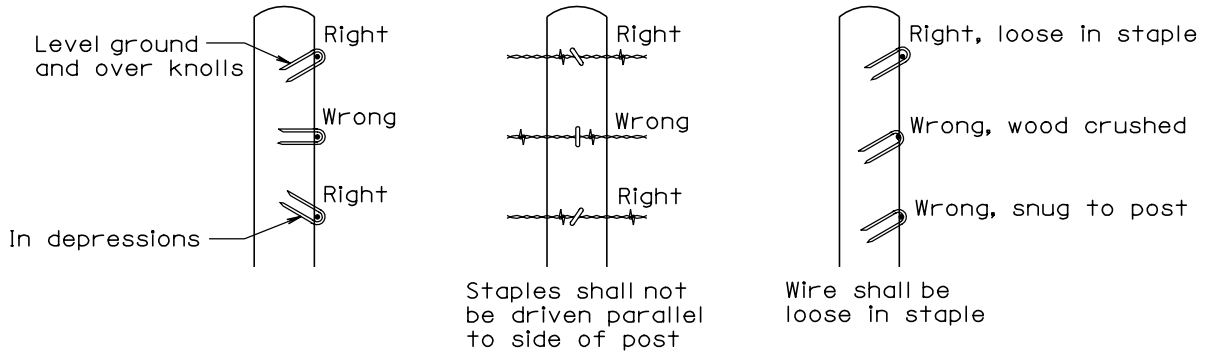 Level ground
and over knolls
Right
Wrong
Right
In depressions
Right
Wrong
Right
Staples shall not
be driven parallel
to side of post
Right, loose in staple
Wrong, wood crushed
Wrong, snug to post
Wire shall be
loose in staple